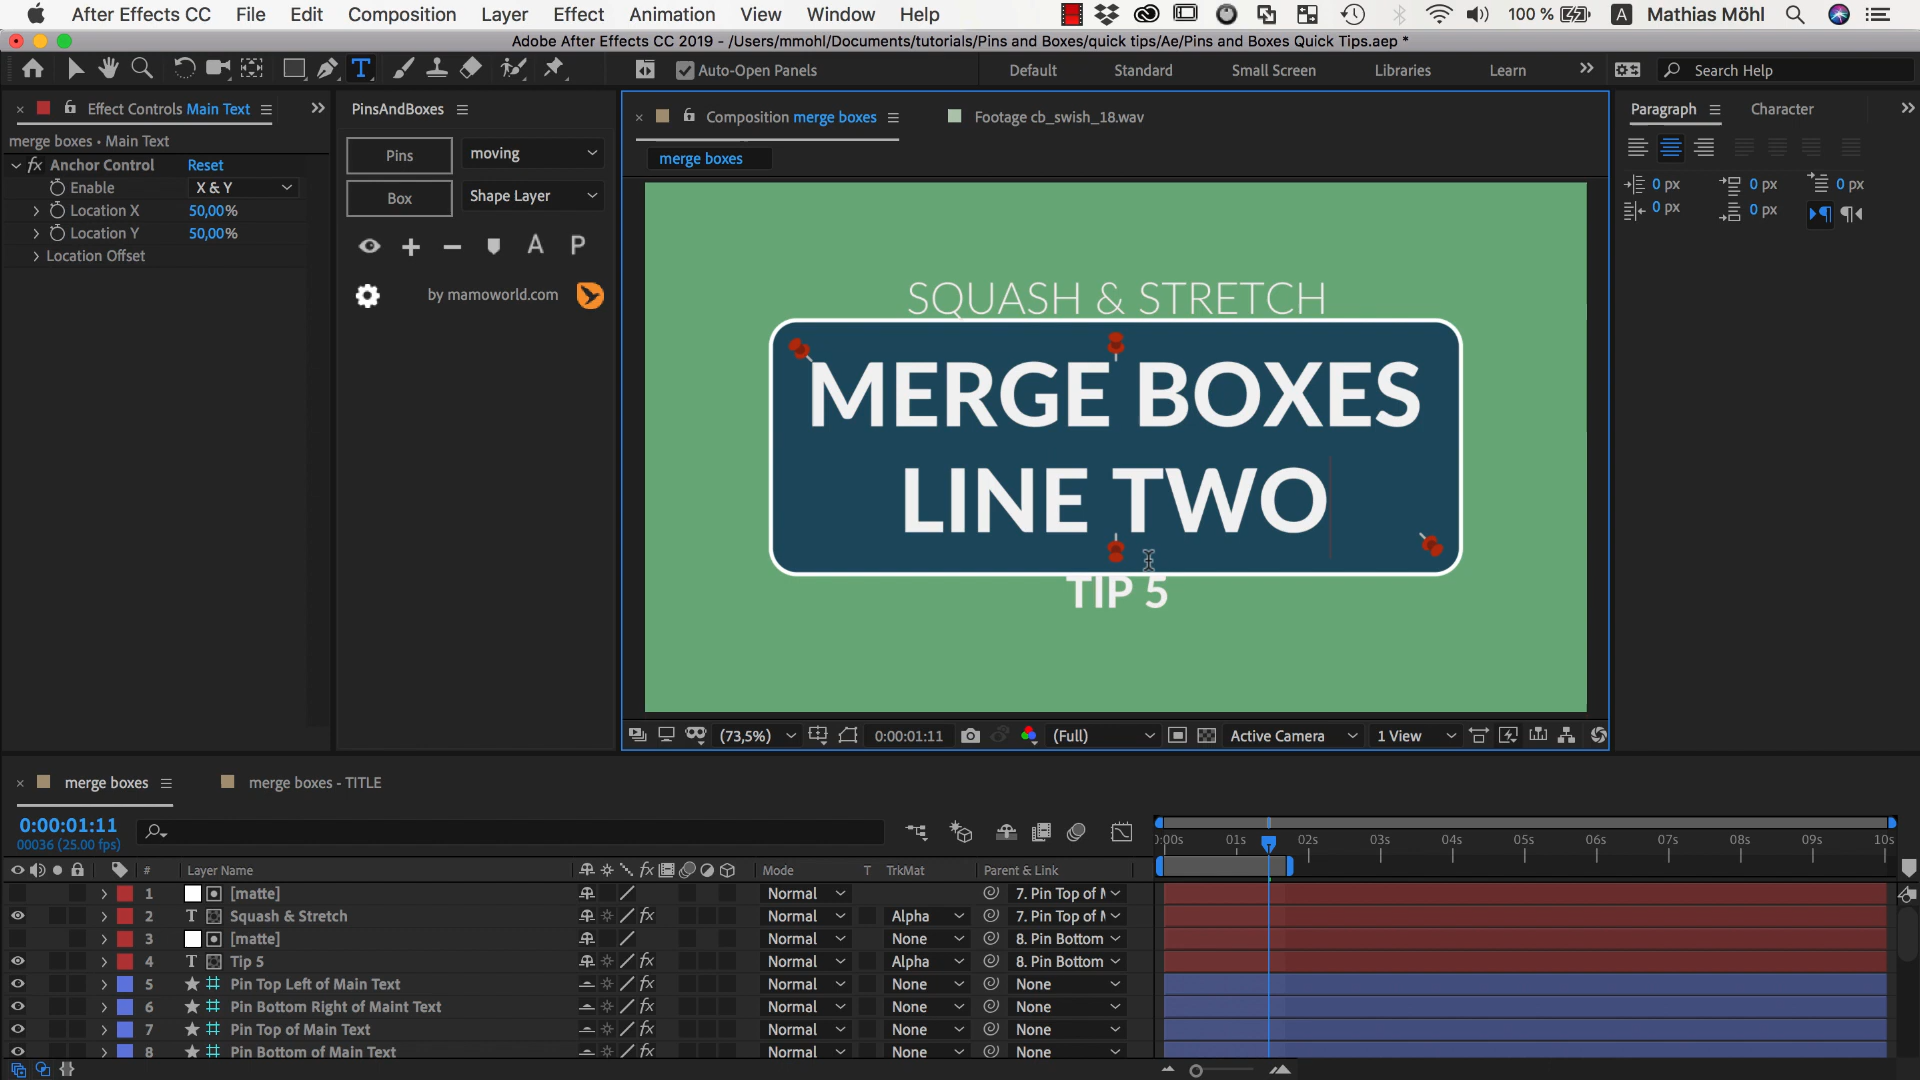 After Effects CC File Edit Composition Layer Effect Animation View Window Help 100 % A Mathias Möhl
Adobe After Effects CC 2019 - /Users/mmohl/Documents/tutorials/Pins and Boxes/quick tips/Ae/Pins and Boxes Quick Tips.aep *
Auto-Open Panels Default Standard Small Screen Libraries Learn Search Help
Effect Controls Main Text
merge boxes • Main Text
fx Anchor Control Reset
Enable X & Y
Location X 50,00%
Location Y 50,00%
Location Offset
PinsAndBoxes
Pins moving
Box Shape Layer
A P
by mamoworld.com
Composition merge boxes Footage cb_swish_18.wav
merge boxes
SQUASH & STRETCH
MERGE BOXES
LINE TWO
TIP 5
(73,5%) 0:00:01:11 (Full) Active Camera 1 View
Paragraph Character
0 px 0 px 0 px
0 px 0 px
merge boxes merge boxes - TITLE
0:00:01:11
00036 (25.00 fps)
:00s 01s 02s 03s 04s 05s 06s 07s 08s 09s 10s
# Layer Name fx Mode T TrkMat Parent & Link
1 [matte] Normal 7. Pin Top of
2 T Squash & Stretch fx Normal Alpha 7. Pin Top of
3 [matte] Normal None 8. Pin Bottom
4 T Tip 5 fx Normal Alpha 8. Pin Bottom
5 Pin Top Left of Main Text fx Normal None None
6 Pin Bottom Right of Maint Text fx Normal None None
7 Pin Top of Main Text fx Normal None None
8 Pin Bottom of Main Text fx Normal None None